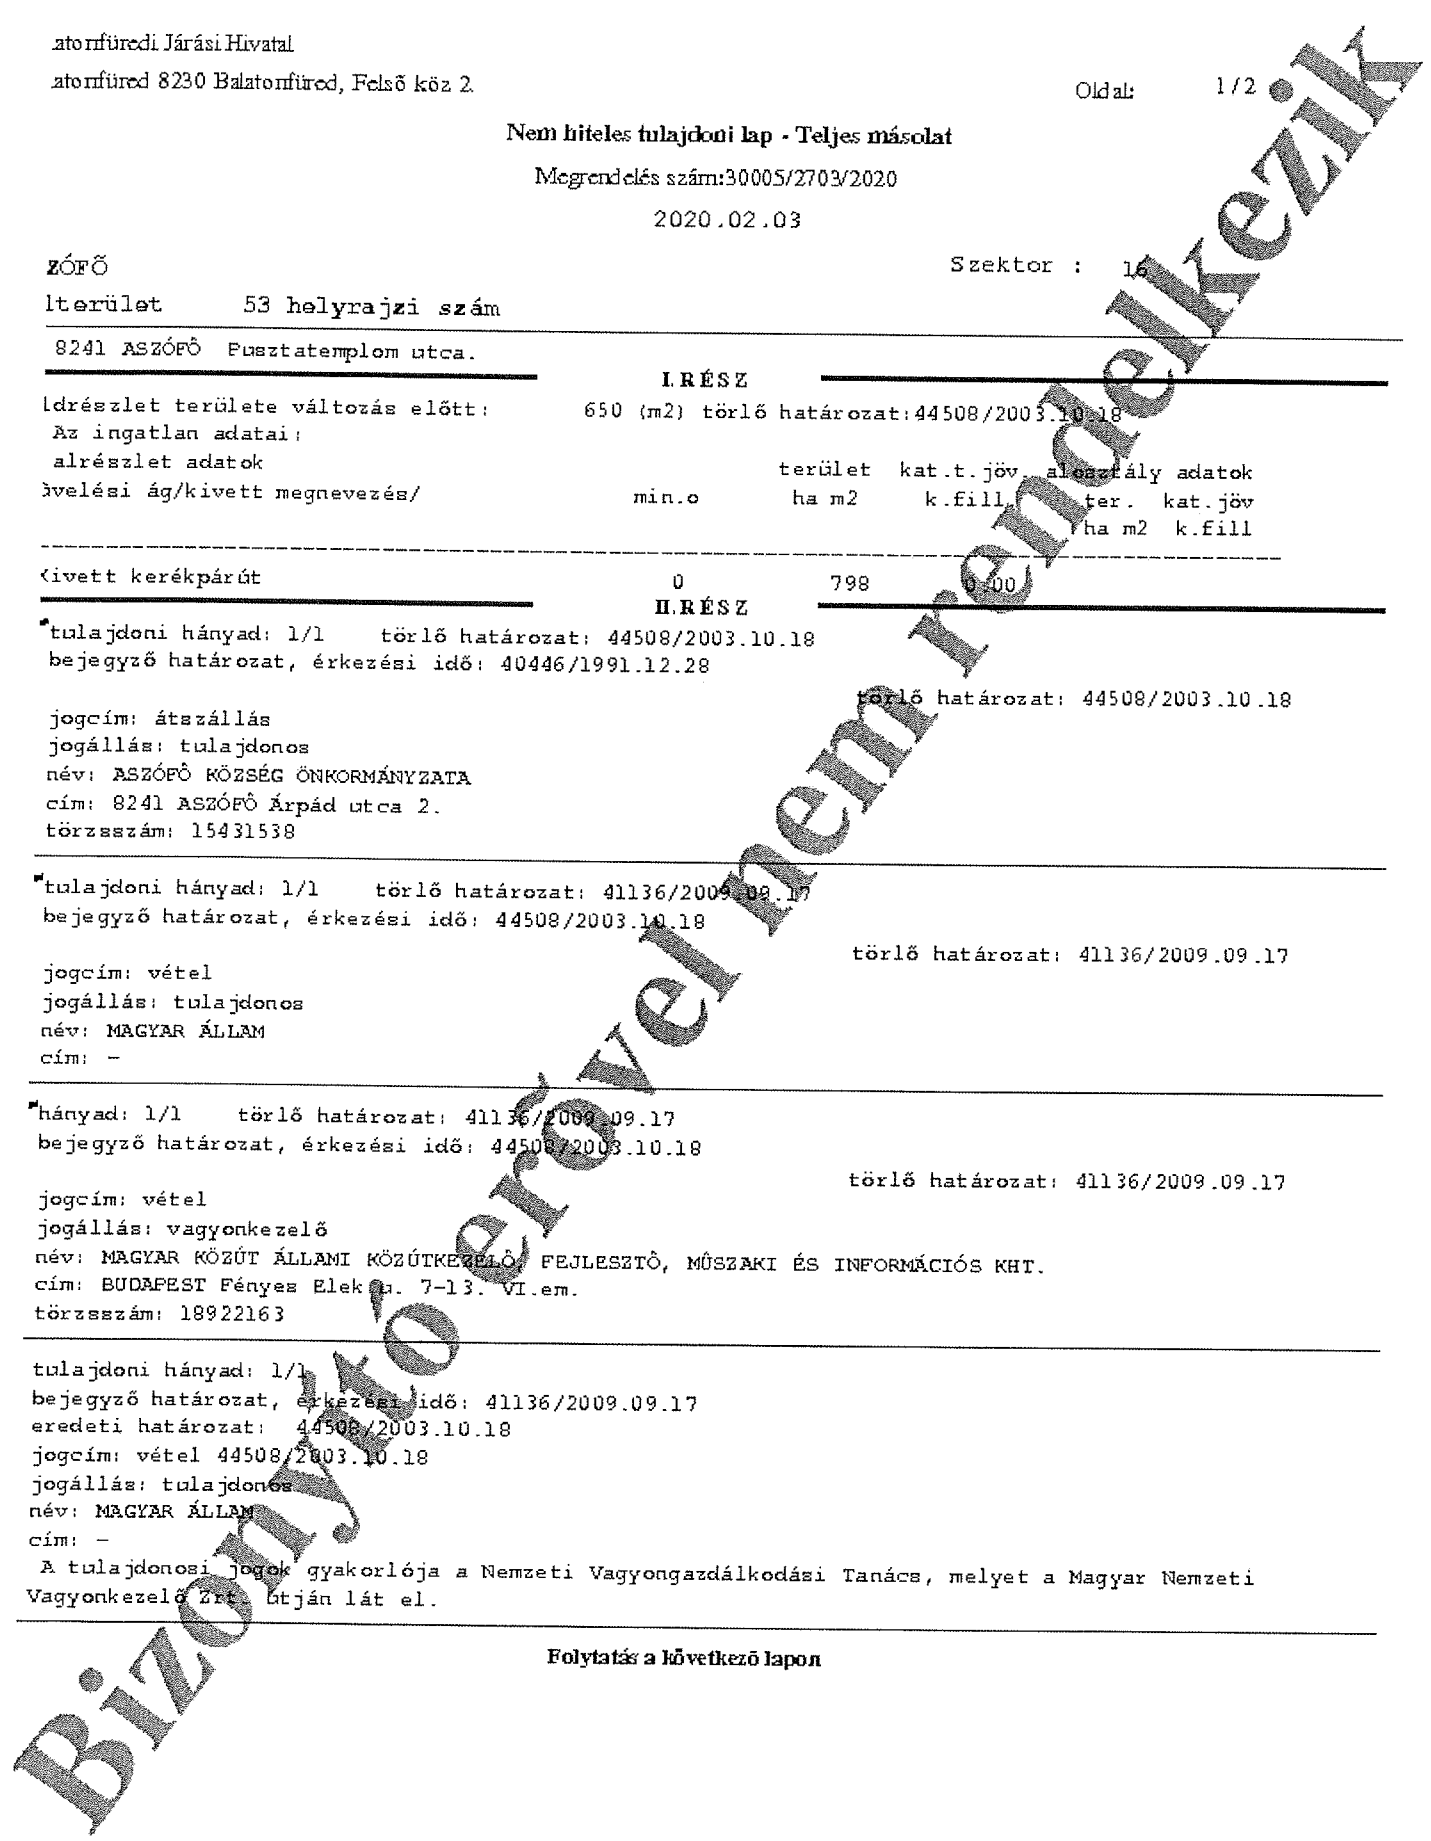 atonfüredi Járási Hivatal
atonfüred 8230 Balatonfüred, Felső köz 2.
Oldal: 1/2
Nem hiteles tulajdoni lap - Teljes másolat
Megrendelés szám:30005/2703/2020
2020.02.03
ZÓFŐ
Szektor : 16
lterület 53 helyrajzi szám
8241 ASZÓFÔ Pusztatemplom utca.
I.RÉSZ
ldrészlet területe változás előtt: 650 (m2) törlő határozat:44508/2003.10.18
Az ingatlan adatai:
alrészlet adatok
terület kat.t.jöv. alosztály adatok
velési ág/kivett megnevezés/ min.o ha m2 k.fill ter. kat.jöv
ha m2 k.fill
Kivett kerékpárút 0 798 0.00
II.RÉSZ
tulajdoni hányad: 1/1 törlő határozat: 44508/2003.10.18
bejegyző határozat, érkezési idő: 40446/1991.12.28
törlő határozat: 44508/2003.10.18
jogcím: átszállás
jogállás: tulajdonos
név: ASZÓFÔ KÖZSÉG ÖNKORMÁNYZATA
cím: 8241 ASZÓFÔ Árpád utca 2.
törzsszám: 15431538
tulajdoni hányad: 1/1 törlő határozat: 41136/2009.09.17
bejegyző határozat, érkezési idő: 44508/2003.10.18
törlő határozat: 41136/2009.09.17
jogcím: vétel
jogállás: tulajdonos
név: MAGYAR ÁLLAM
cím: -
hányad: 1/1 törlő határozat: 41136/2009.09.17
bejegyző határozat, érkezési idő: 44508/2003.10.18
törlő határozat: 41136/2009.09.17
jogcím: vétel
jogállás: vagyonkezelő
név: MAGYAR KÖZÚT ÁLLAMI KÖZÚTKEZELÔ, FEJLESZTÔ, MÛSZAKI ÉS INFORMÁCIÓS KHT.
cím: BUDAPEST Fényes Elek u. 7-13. VI.em.
törzsszám: 18922163
tulajdoni hányad: 1/1
bejegyző határozat, érkezési idő: 41136/2009.09.17
eredeti határozat: 44508/2003.10.18
jogcím: vétel 44508/2003.10.18
jogállás: tulajdonos
név: MAGYAR ÁLLAM
cím: -
A tulajdonosi jogok gyakorlója a Nemzeti Vagyongazdálkodási Tanács, melyet a Magyar Nemzeti
Vagyonkezelő Zrt. útján lát el.
Folytatás a következő lapon
Bizonyító erővel nem rendelkezik